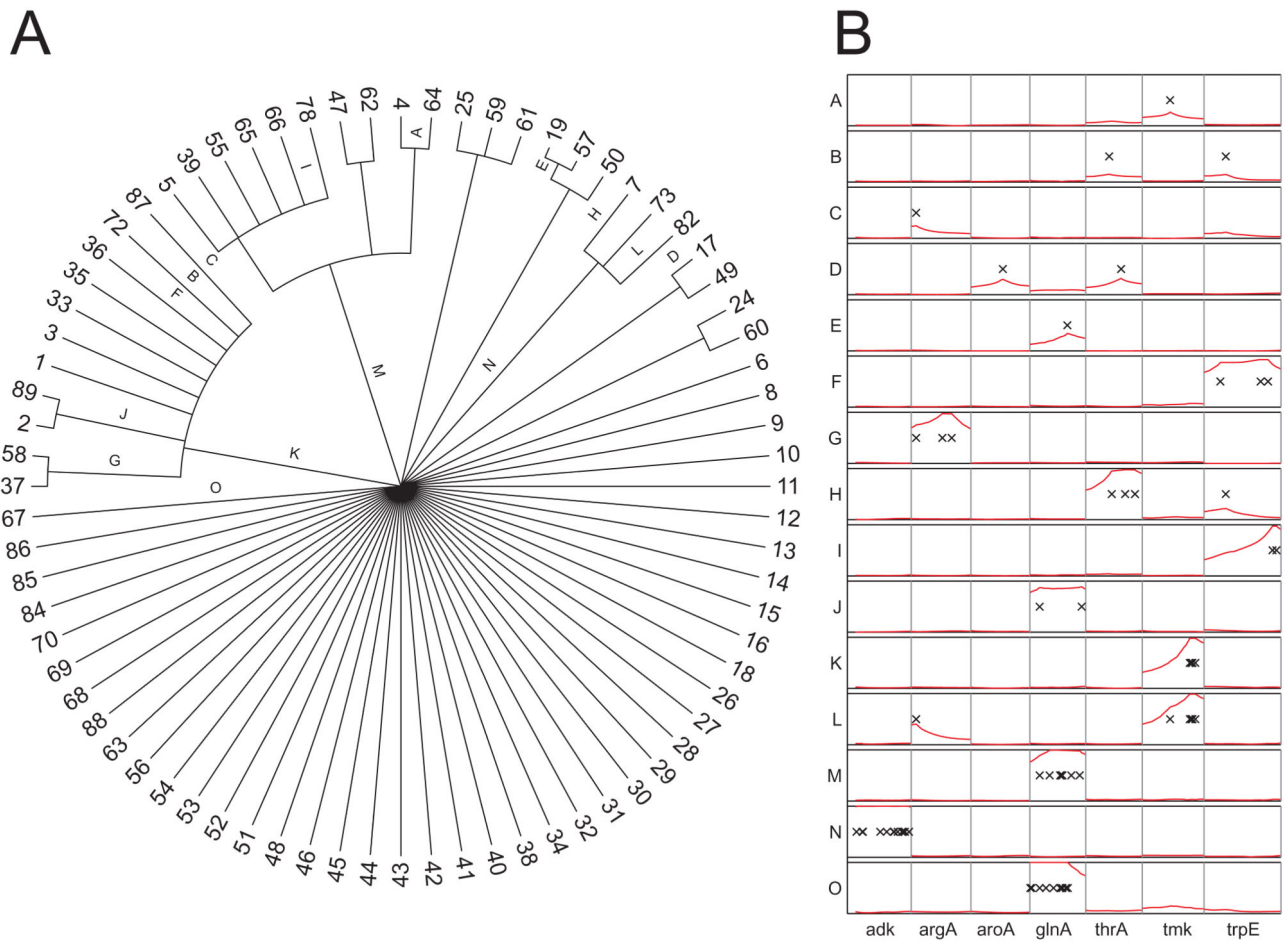 A
B
78
66
65
55
39
5
87
72
36
35
33
3
1
89
2
58
37
67
86
85
84
70
69
68
88
63
56
54
53
52
51
48
46
45
44
43
42
41
40
38
34
32
31
30
29
28
27
26
18
16
15
14
13
12
11
10
9
8
6
60
24
49
17
82
73
7
50
57
19
61
59
25
64
4
62
47
I
A
E
H
L
D
C
B
F
J
G
K
O
M
N
A
B
C
D
E
F
G
H
I
J
K
L
M
N
O
adk argA aroA glnA thrA tmk trpE